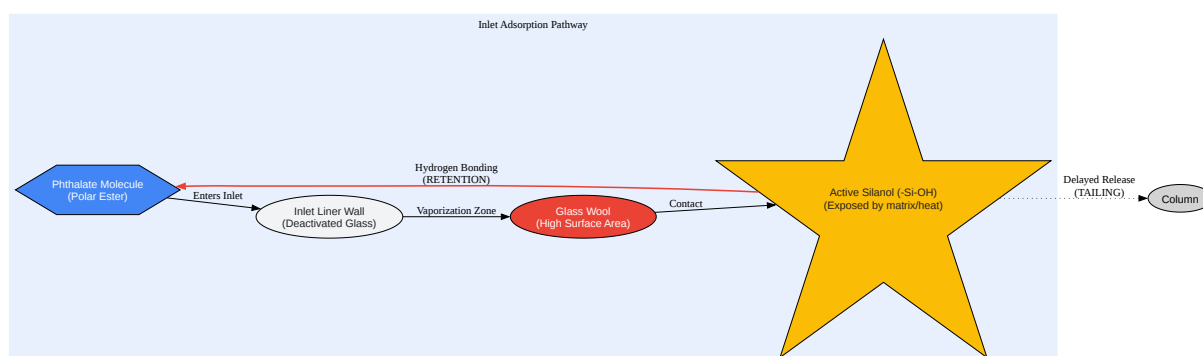 Inlet Adsorption Pathway
Phthalate Molecule
(Polar Ester)
Enters Inlet
Inlet Liner Wall
(Deactivated Glass)
Vaporization Zone
Hydrogen Bonding
(RETENTION)
Glass Wool
(High Surface Area)
Contact
Active Silanol (-Si-OH)
(Exposed by matrix/heat)
Delayed Release
(TAILING)
Column